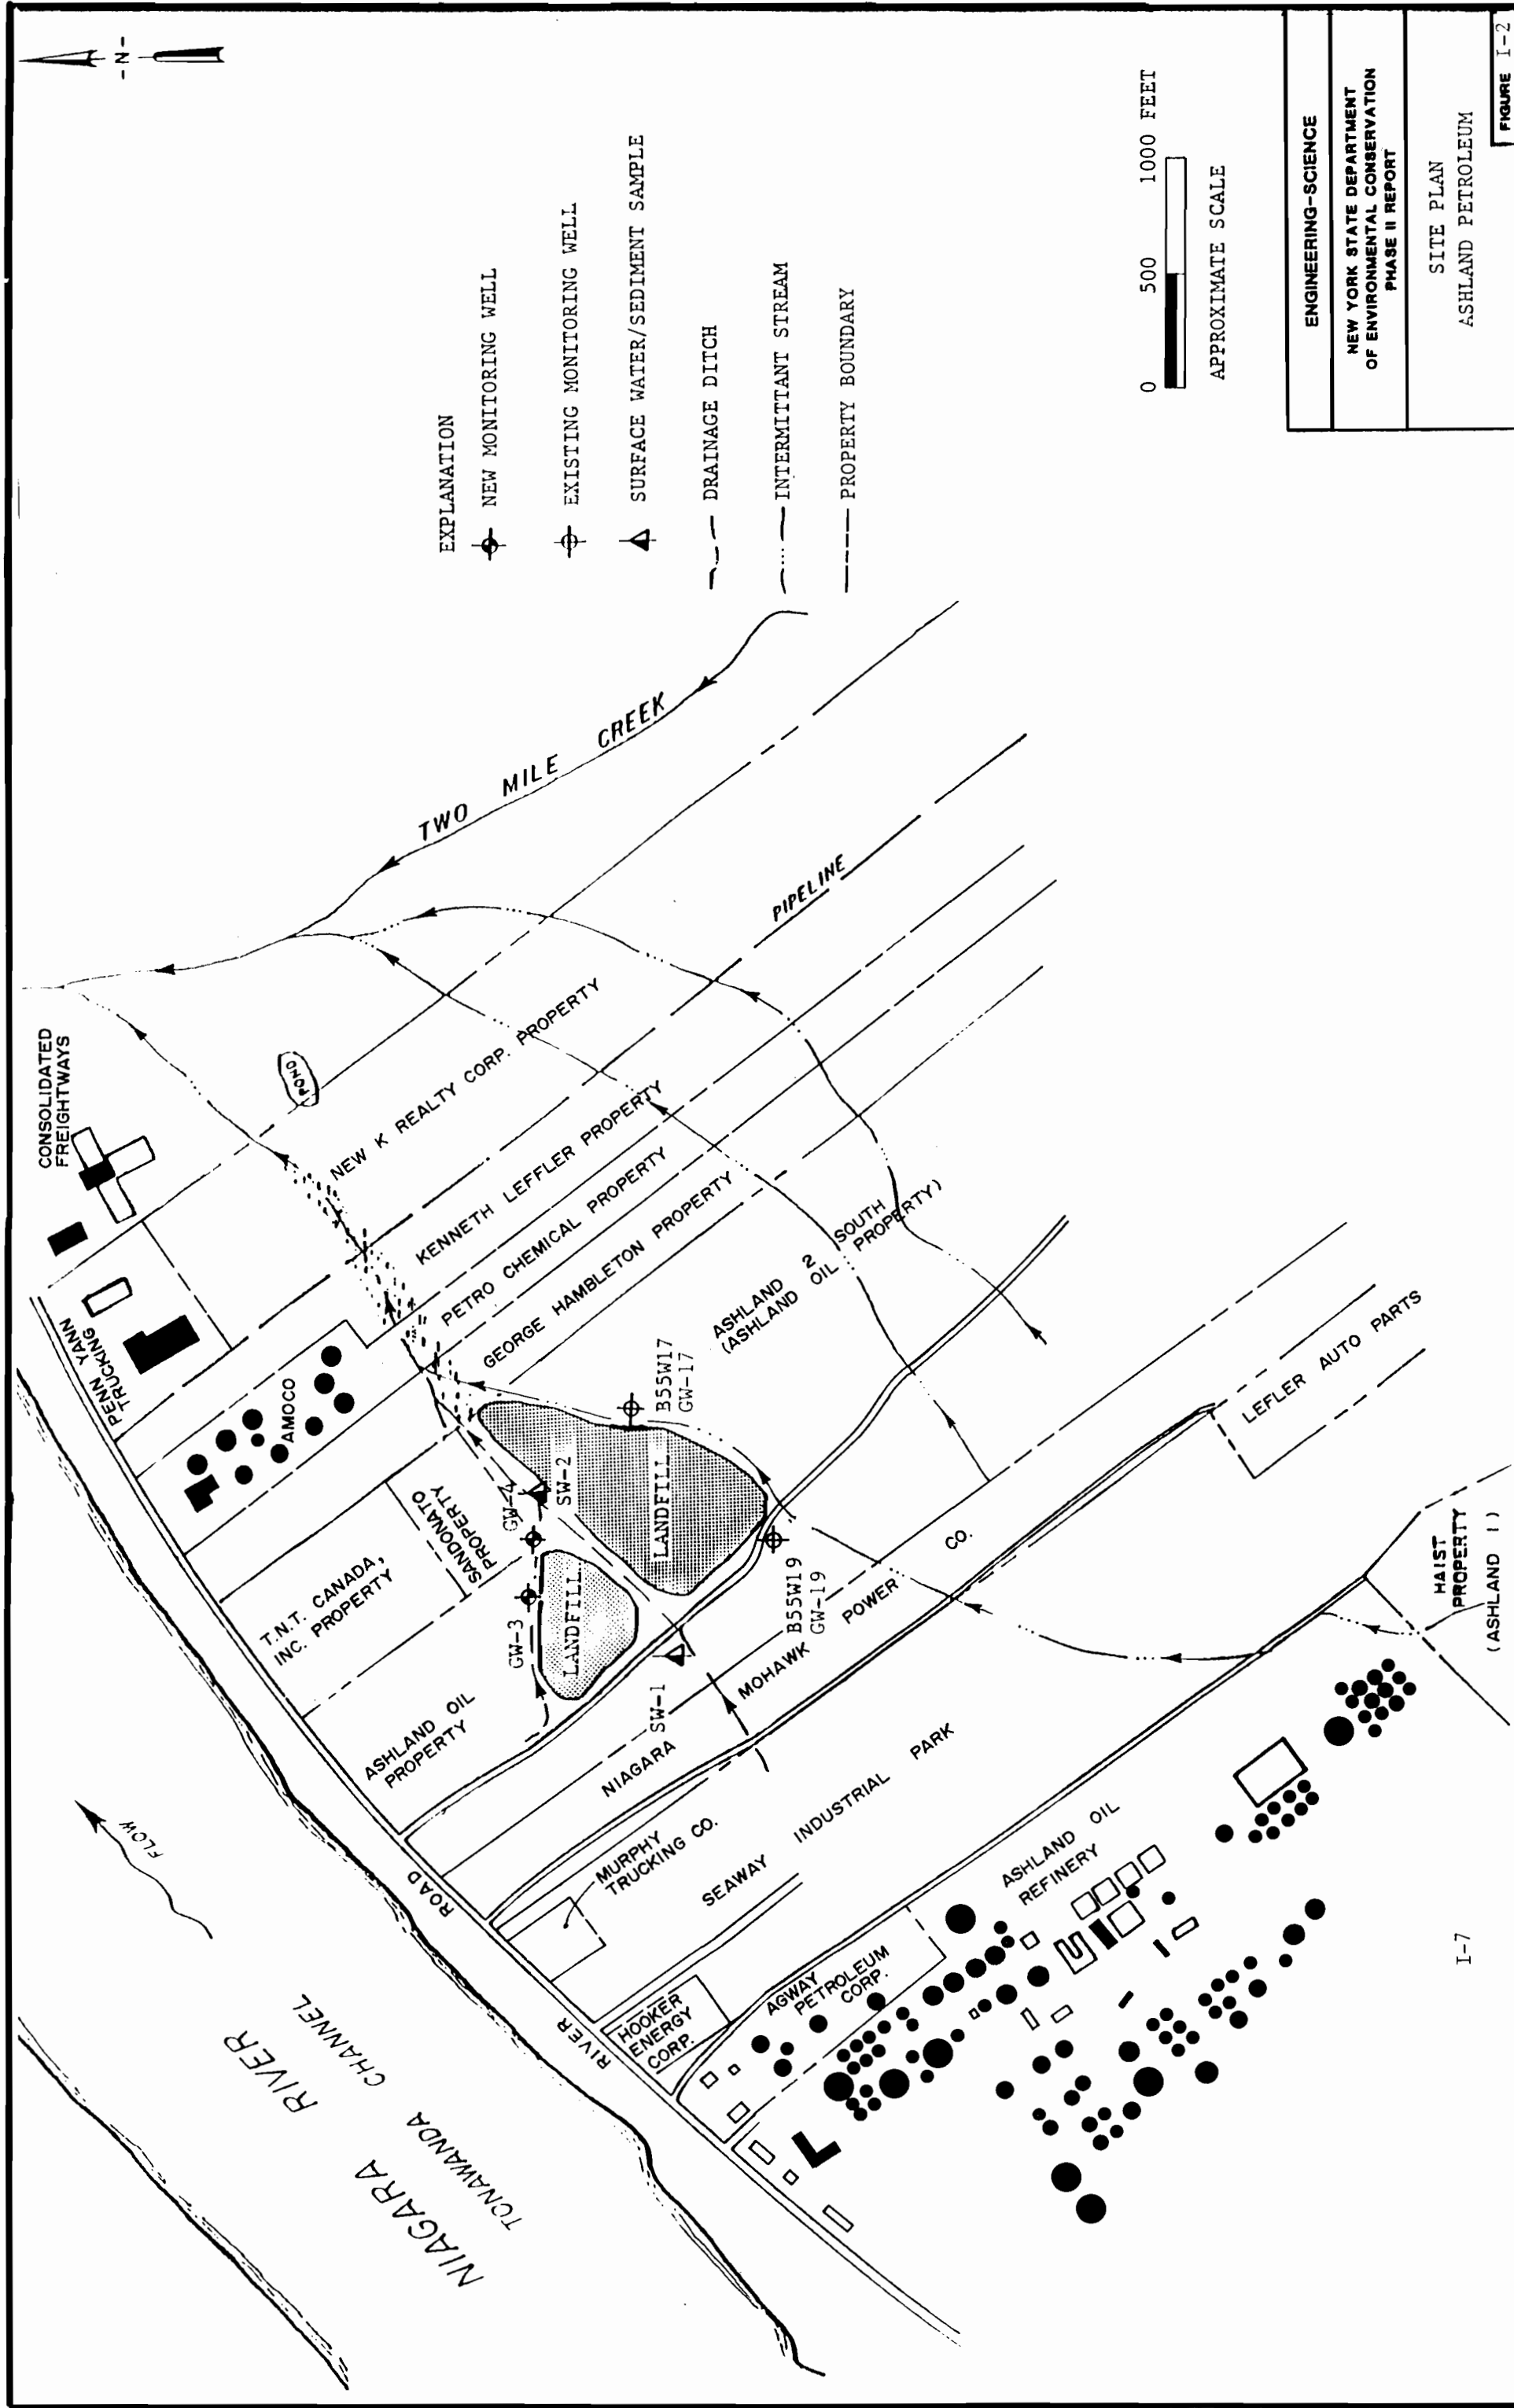 -N-
CONSOLIDATED
FREIGHTWAYS
PENN YANN
TRUCKING
AMOCO
POND
TWO MILE CREEK
NEW K REALTY CORP. PROPERTY
KENNETH LEFFLER PROPERTY
PETRO CHEMICAL PROPERTY
GEORGE HAMBLETON PROPERTY
PIPELINE
ASHLAND 2 SOUTH
(ASHLAND OIL PROPERTY)
T.N.T. CANADA,
INC. PROPERTY
SANDONATO
PROPERTY
GW-4
SW-2
LANDFILL
B55W17
GW-17
GW-3
LANDFILL
SW-1
B55W19
GW-19
ASHLAND OIL
PROPERTY
NIAGARA MOHAWK POWER CO.
LEFLER AUTO PARTS
HAIST
PROPERTY
(ASHLAND 1)
MURPHY
TRUCKING CO.
SEAWAY INDUSTRIAL PARK
RIVER ROAD
FLOW
NIAGARA RIVER
TONAWANDA CHANNEL
HOOKER
ENERGY
CORP.
AGWAY
PETROLEUM
CORP.
ASHLAND OIL
REFINERY
EXPLANATION
NEW MONITORING WELL
EXISTING MONITORING WELL
SURFACE WATER/SEDIMENT SAMPLE
DRAINAGE DITCH
INTERMITTANT STREAM
PROPERTY BOUNDARY
0 500 1000 FEET
APPROXIMATE SCALE
ENGINEERING-SCIENCE
NEW YORK STATE DEPARTMENT
OF ENVIRONMENTAL CONSERVATION
PHASE II REPORT
SITE PLAN
ASHLAND PETROLEUM
FIGURE I-2
I-7